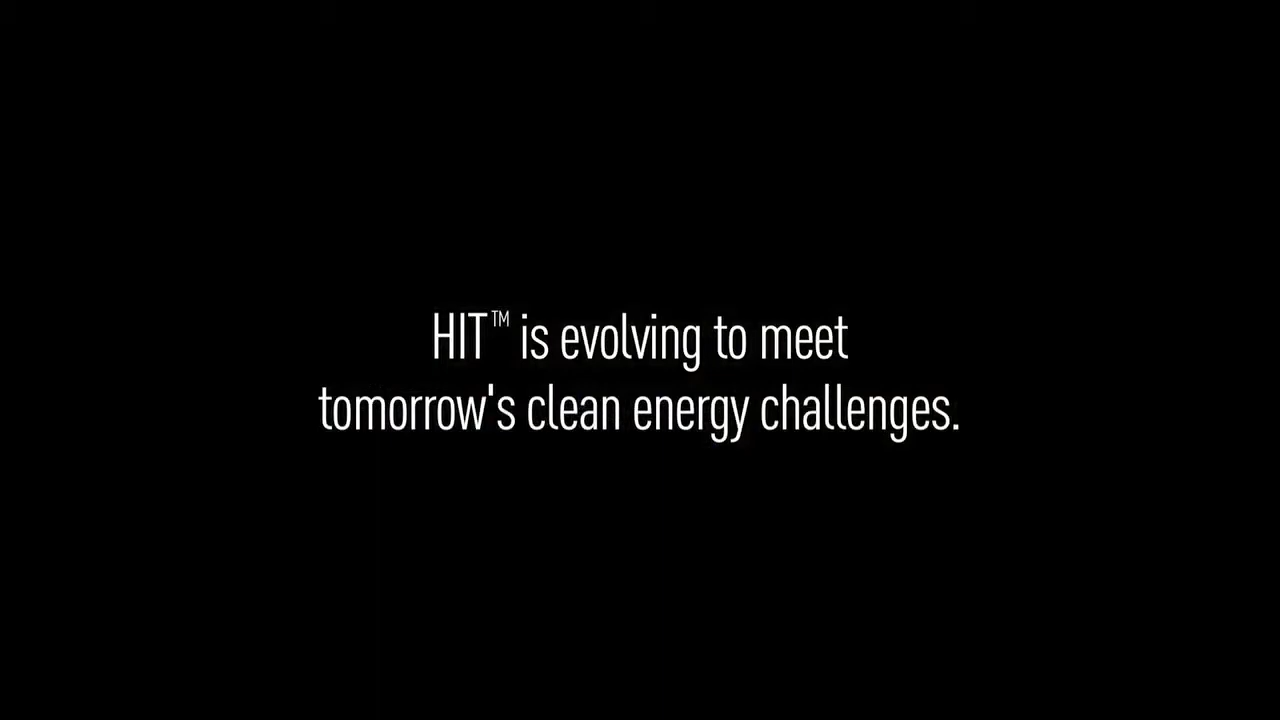 HIT™ is evolving to meet
tomorrow's clean energy challenges.